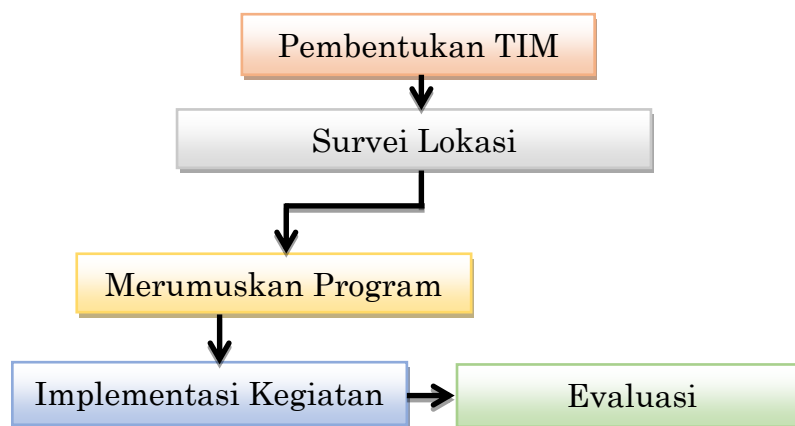 Pembentukan TIM
Survei Lokasi
Merumuskan Program
Implementasi Kegiatan
Evaluasi